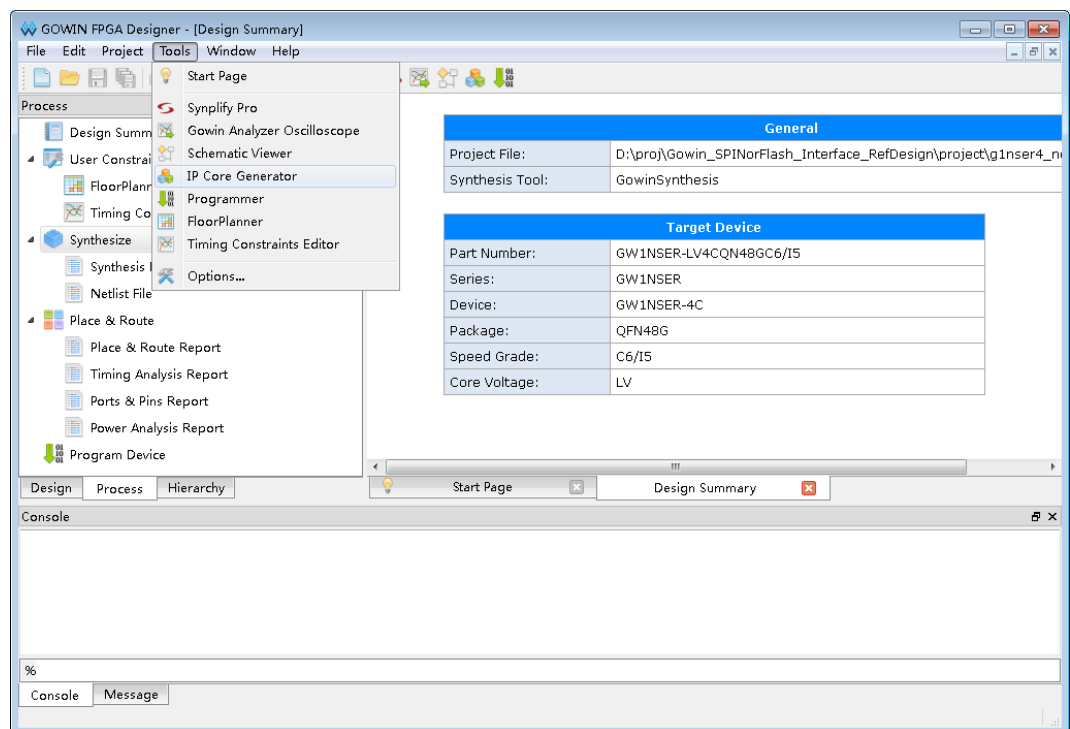 GOWIN FPGA Designer - [Design Summary]
File Edit Project Tools Window Help
Start Page
Synplify Pro
Gowin Analyzer Oscilloscope
Schematic Viewer
IP Core Generator
Programmer
FloorPlanner
Timing Constraints Editor
Options...
Process
Design Summ
User Constrai
FloorPlann
Timing Co
Synthesize
Synthesis
Netlist File
Place & Route
Place & Route Report
Timing Analysis Report
Ports & Pins Report
Power Analysis Report
Program Device
Design Process Hierarchy
General
Project File: D:\proj\Gowin_SPINorFlash_Interface_RefDesign\project\g1nser4_n
Synthesis Tool: GowinSynthesis
Target Device
Part Number: GW1NSER-LV4CQN48GC6/I5
Series: GW1NSER
Device: GW1NSER-4C
Package: QFN48G
Speed Grade: C6/I5
Core Voltage: LV
Start Page Design Summary
Console
%
Console Message